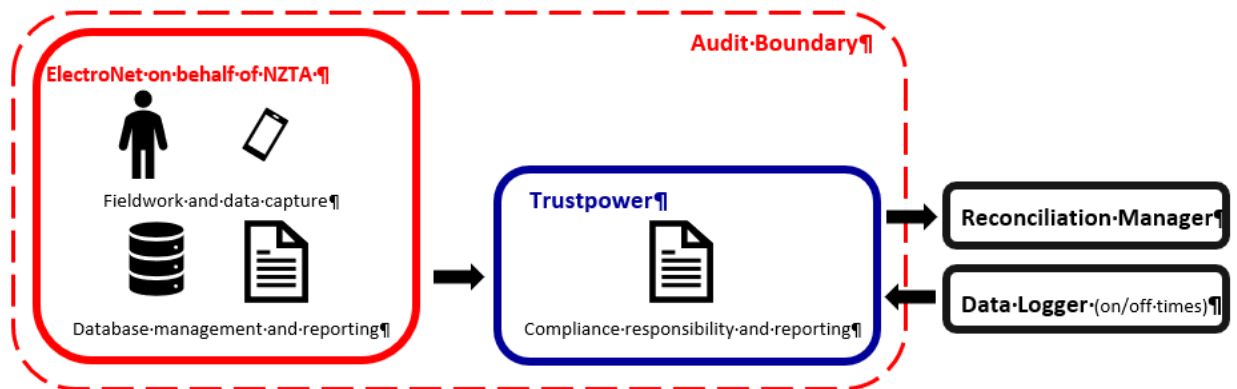 Audit·Boundary¶
ElectroNet·on·behalf·of·NZTA·¶
Fieldwork·and·data·capture¶
Database·management·and·reporting¶
Trustpower¶
Compliance·responsibility·and·reporting¶
Reconciliation·Manager¶
Data·Logger·(on/off·times)¶